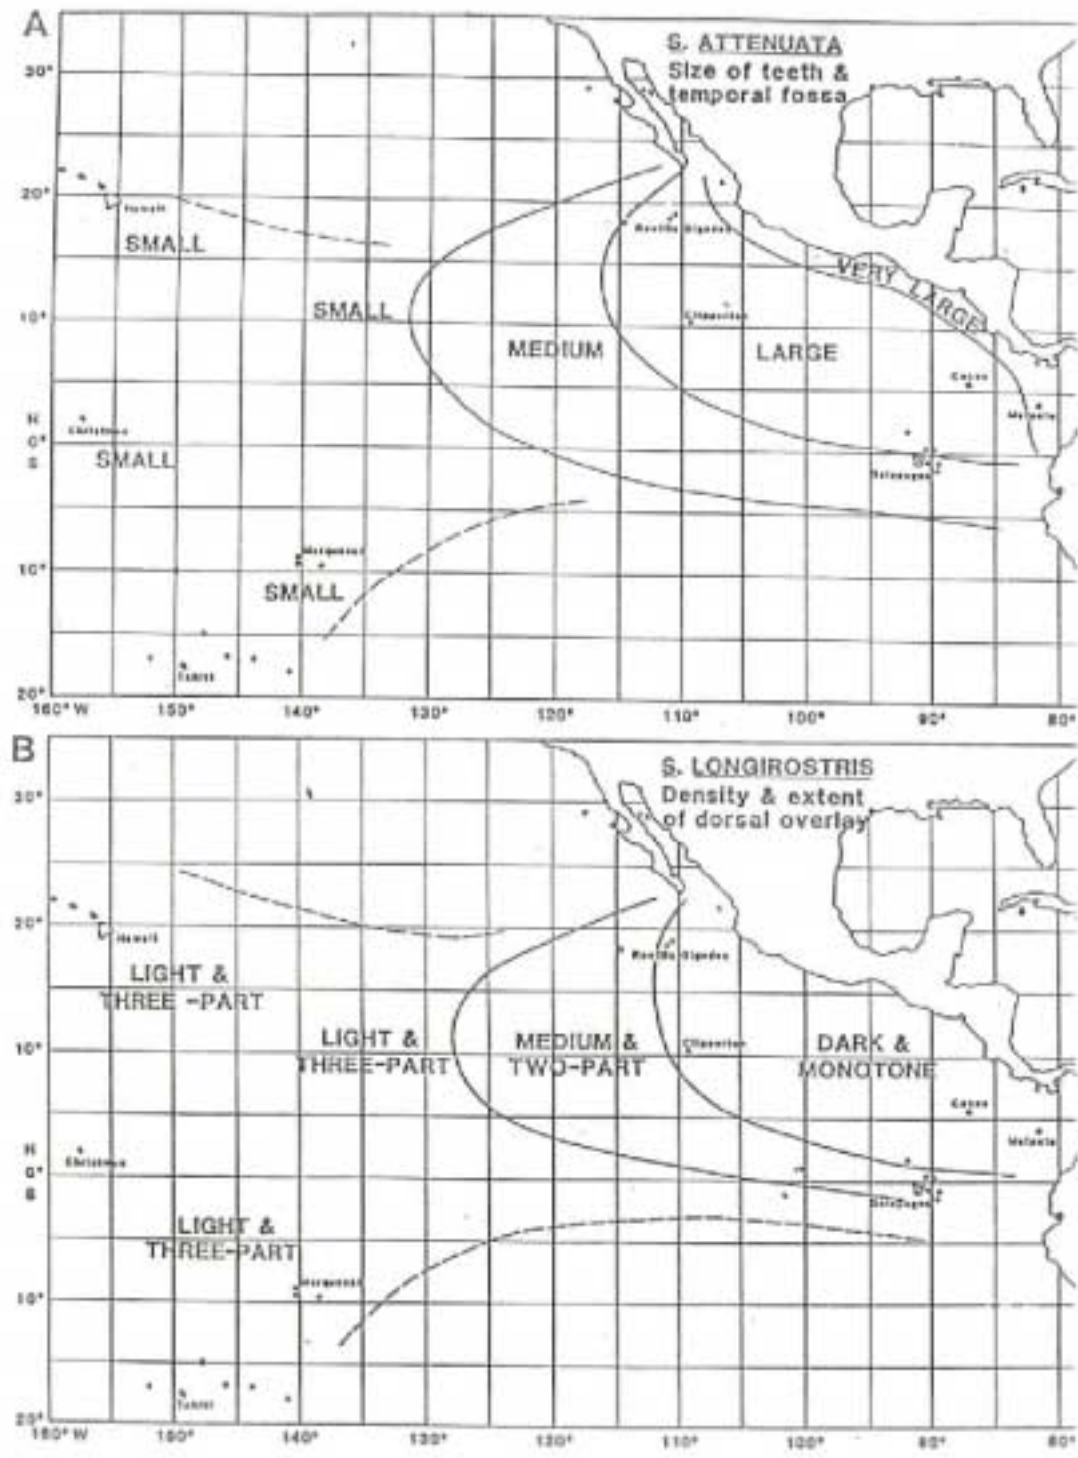 A
S. ATTENUATA
Size of teeth &
temporal fossa
30°
20°
Hawaii
SMALL
Revilla Gigedos
VERY LARGE
10°
SMALL
Clipperton
MEDIUM
LARGE
Cocos
Malpelo
N
Christmas
0°
S
SMALL
Galapagos
Marquesas
10°
SMALL
Tahiti
20°
160° W
150°
140°
130°
120°
110°
100°
90°
80°
B
S. LONGIROSTRIS
Density & extent
of dorsal overlay
30°
20°
Hawaii
Revilla Gigedos
LIGHT &
THREE-PART
LIGHT &
THREE-PART
MEDIUM &
TWO-PART
Clipperton
DARK &
MONOTONE
10°
Cocos
Malpelo
N
Christmas
0°
S
Galapagos
LIGHT &
THREE-PART
Marquesas
10°
Tahiti
20°
160° W
150°
140°
130°
120°
110°
100°
90°
80°